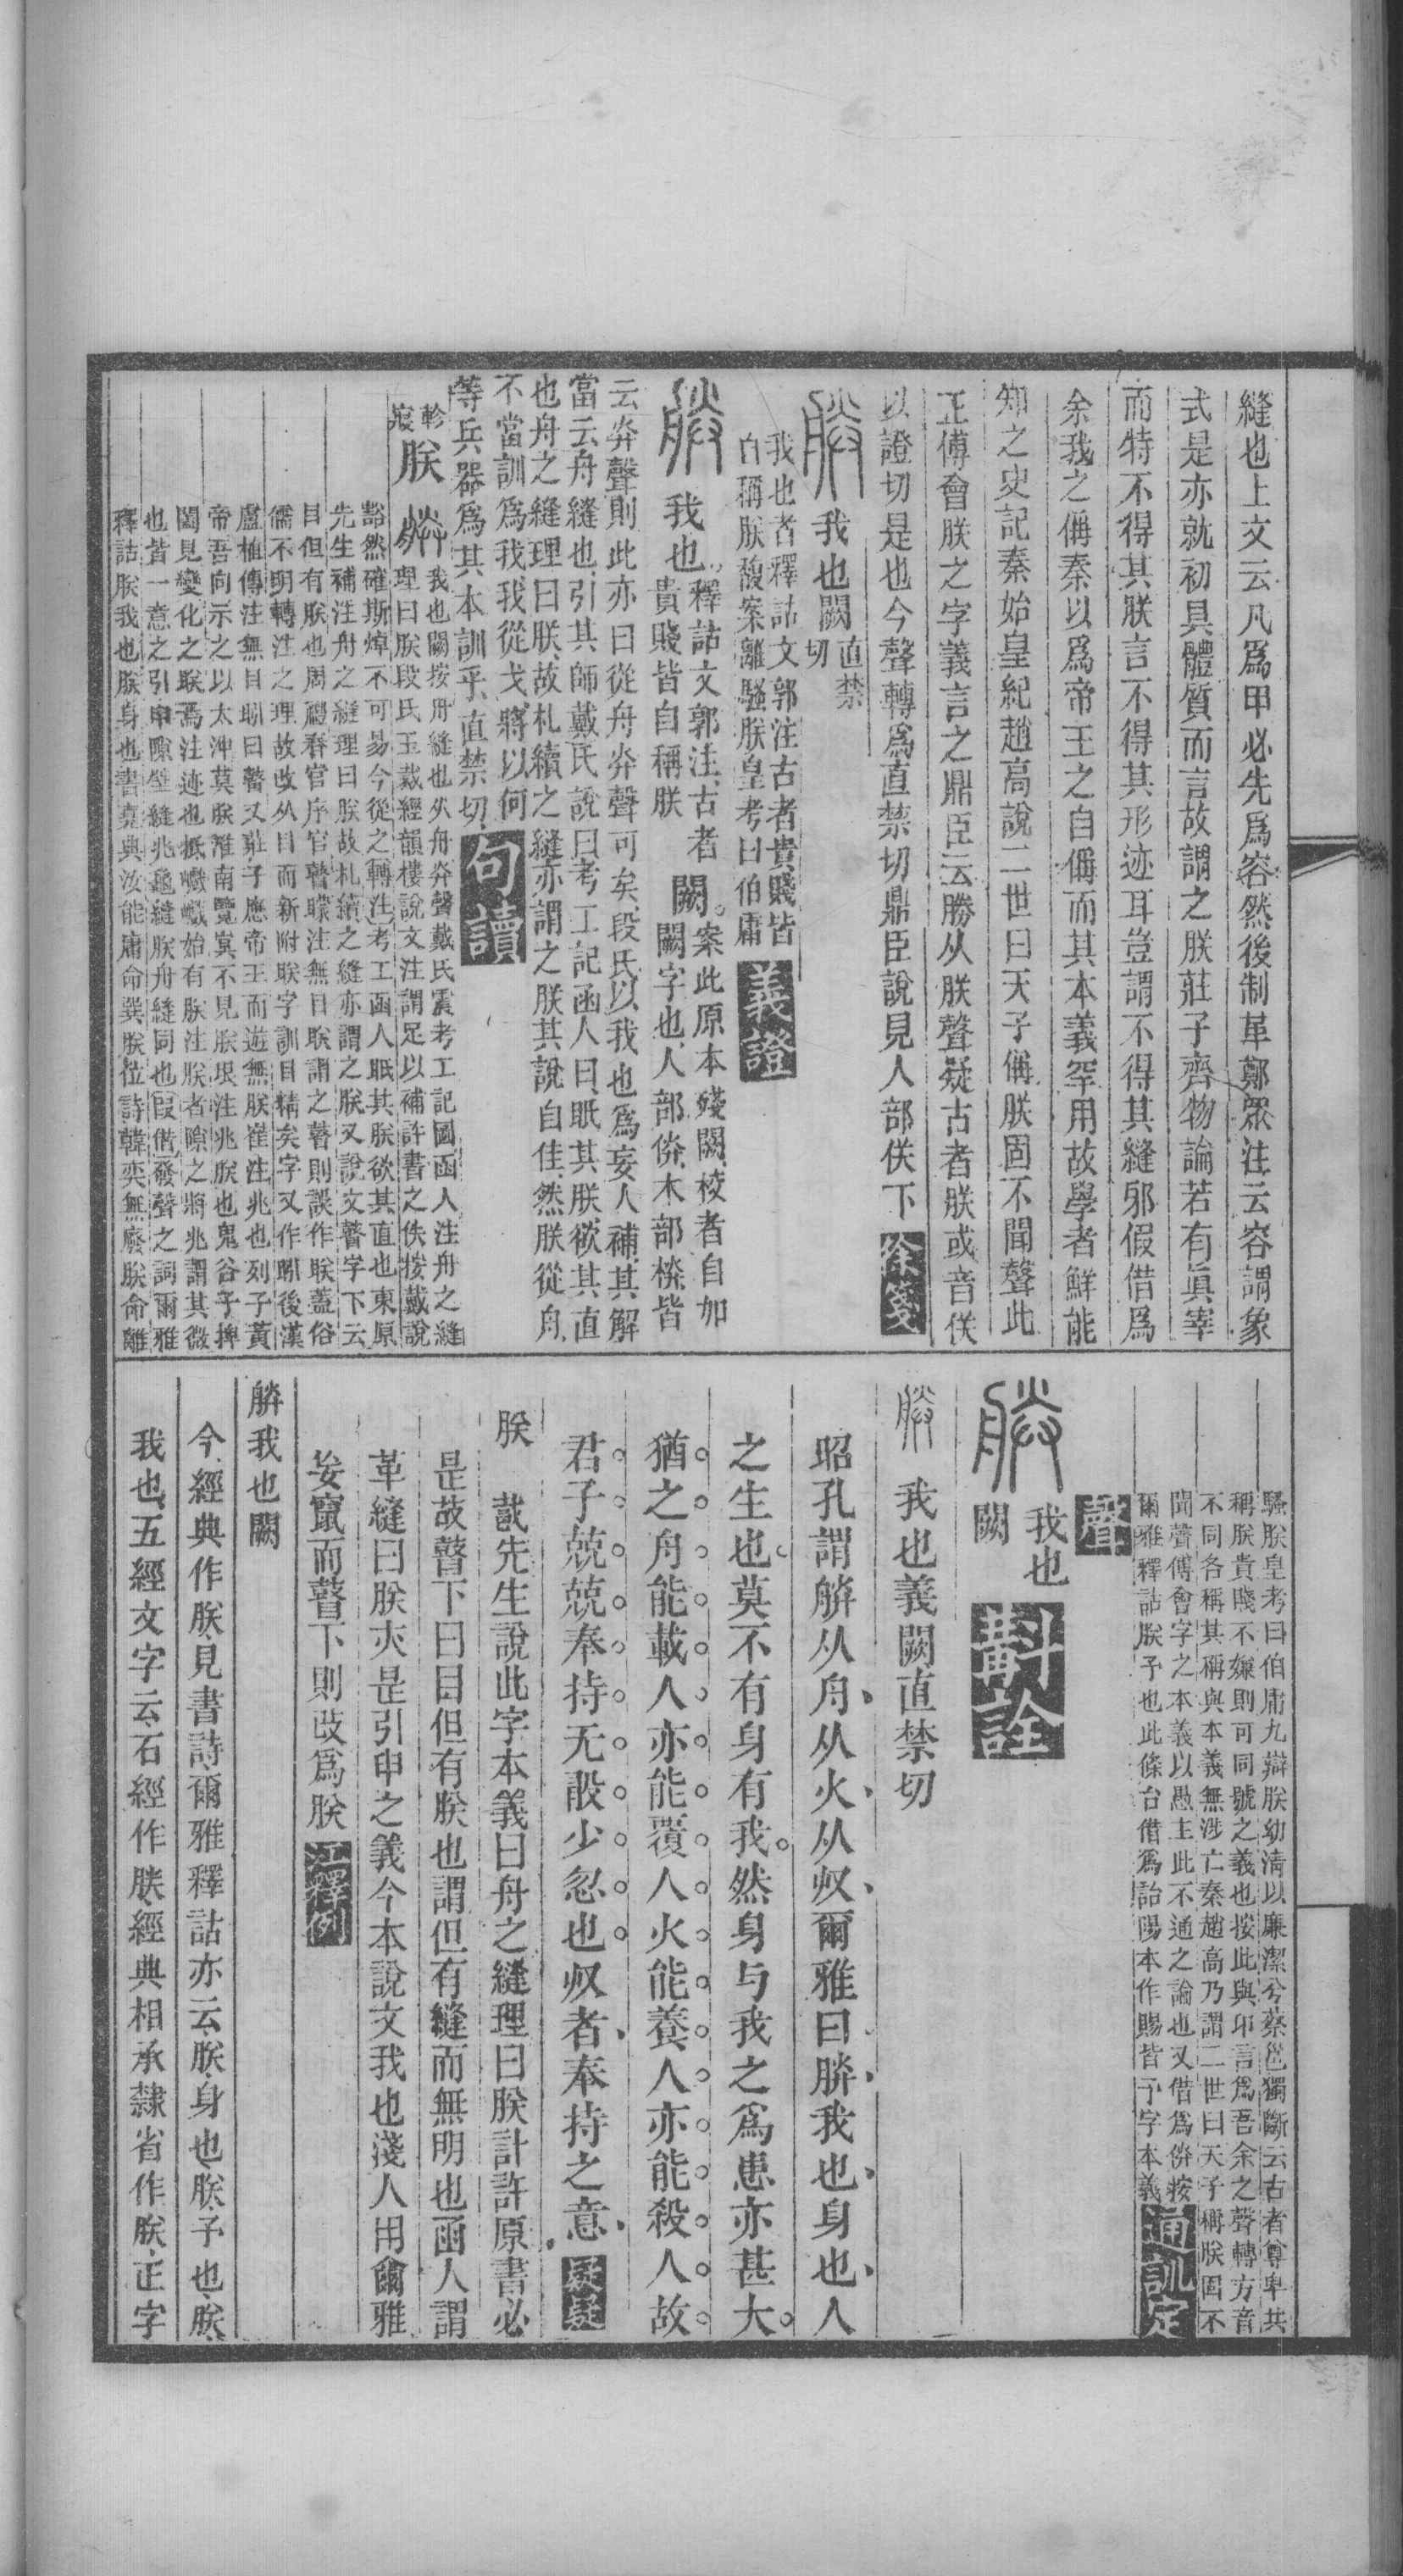 縫也上文云凡爲甲必先爲容然後制革鄭眾注云容謂象
式是亦就初具體質而言故謂之朕莊子齊物論若有眞宰
而特不得其朕言不得其形迹耳豈謂不得其縫邪假借爲
余我之偁秦以爲帝王之自偁而其本義罕用故學者鮮能
知之史記秦始皇紀趙高說二世曰天子偁朕固不聞聲此
正傅會朕之字義言之鼎臣云勝从朕聲疑古者朕或音佚
以證切是也今聲轉爲直禁切鼎臣說見人部佚下 徐箋
我也闕 直禁
切
我也者釋詁文郭注古者貴賤皆
自稱朕馥案離騷朕皇考曰伯庸 義證
我也。釋詁文郭注、古者
貴賤皆自稱朕
闕。案此原本殘闕、校者自如
闕字也、人部㑞、木部栚、皆
云灷聲、則此亦曰從舟灷聲可矣、段氏以我也爲妄人補、其解
當云舟縫也、引其師戴氏說曰、考工記函人曰、眂其朕、欲其直
也、舟之縫理曰朕、故札續之縫、亦謂之朕、其說自佳、然朕從舟、
不當訓爲我、我從戈、將以何
等兵器爲其本訓乎、直禁切、 句讀
軫
㝮 朕
我也闕按舟縫也从舟灷聲戴氏震考工記圖函人注舟之縫
理曰朕段氏玉裁經韻樓說文注謂足以補許書之佚按戴說
豁然確斯焯不可易今從之轉注考工函人眂其朕欲其直也東原
先生補注舟之縫理曰朕故札續之縫亦謂之朕又說文瞽字下云
目但有朕也周禮春官序官瞽矇注無目朕謂之瞽則誤作眹蓋俗
儒不明轉注之理故改从目而新附眹字訓目精矣字又作䀢後漢
盧植傳注無目䀢曰瞽又莊子應帝王而遊無朕崔注兆也列子黃
帝吾向示之以太沖莫朕淮南覽冥不見朕垠注兆朕也鬼谷子捭
闔見變化之眹焉注迹也抵巇巇始有朕注朕者隙之將兆謂其微
也皆一意之引申隙壁縫兆龜縫朕舟縫同也叚借發聲之詞爾雅
釋詁朕我也朕身也書堯典汝能庸命巽朕位詩韓奕無廢朕命離
騷朕皇考曰伯庸九辯朕幼清以廉潔兮蔡邕獨斷云古者尊卑共
稱朕貴賤不嫌則可同號之義也按此與卬言爲吾余之聲轉方音
不同各稱其稱與本義無涉亡秦趙高乃謂二世曰天子稱朕固不
聞聲傅會字之本義以愚主此不通之論也又借爲㑞按
爾雅釋詁朕予也此條台借爲詒陽本作賜皆予字本義 通訓定
聲
我也
闕 斠詮
我也義闕直禁切
昭孔謂𦩎从舟从火从㕚爾雅曰朕我也身也人
之生也莫不有身有我然身与我之爲患亦甚大
猶之舟能載人亦能覆人火能養人亦能殺人故
君子兢兢奉持无敢少忽也㕚者奉持之意 疑疑
朕 戴先生說此字本義曰舟之縫理曰朕計許原書必
是故瞽下曰目但有朕也謂但有縫而無明也函人謂
革縫曰朕亦是引申之義今本說文我也淺人用爾雅
妄竄而瞽下則改爲眹 江釋例
𦩎我也闕
今經典作朕、見書詩、爾雅釋詁亦云、朕、身也、朕、予也、朕、
我也、五經文字云、石經作朕、經典相承隸省作朕、正字